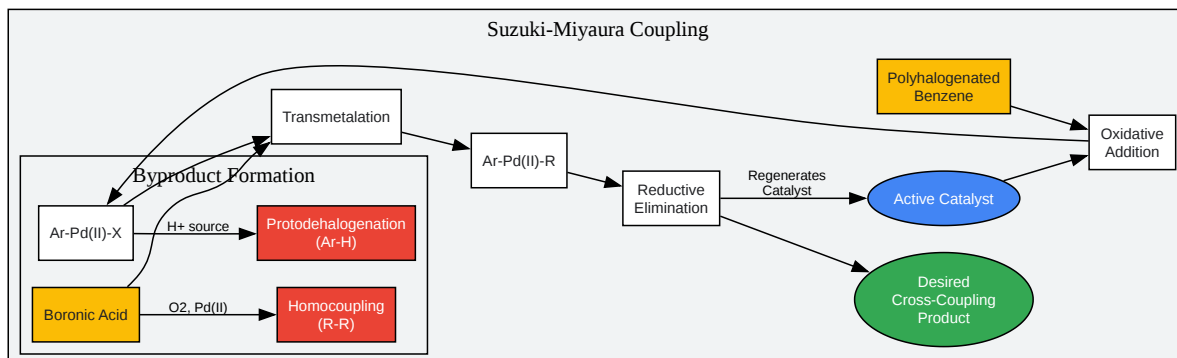 Suzuki-Miyaura Coupling
Polyhalogenated
Benzene
Transmetalation
Oxidative
Addition
Ar-Pd(II)-R
Byproduct Formation
Regenerates
Catalyst
Reductive
Elimination
Active Catalyst
Ar-Pd(II)-X
H+ source
Protodehalogenation
(Ar-H)
Desired
Cross-Coupling
Product
Boronic Acid
O2, Pd(II)
Homocoupling
(R-R)